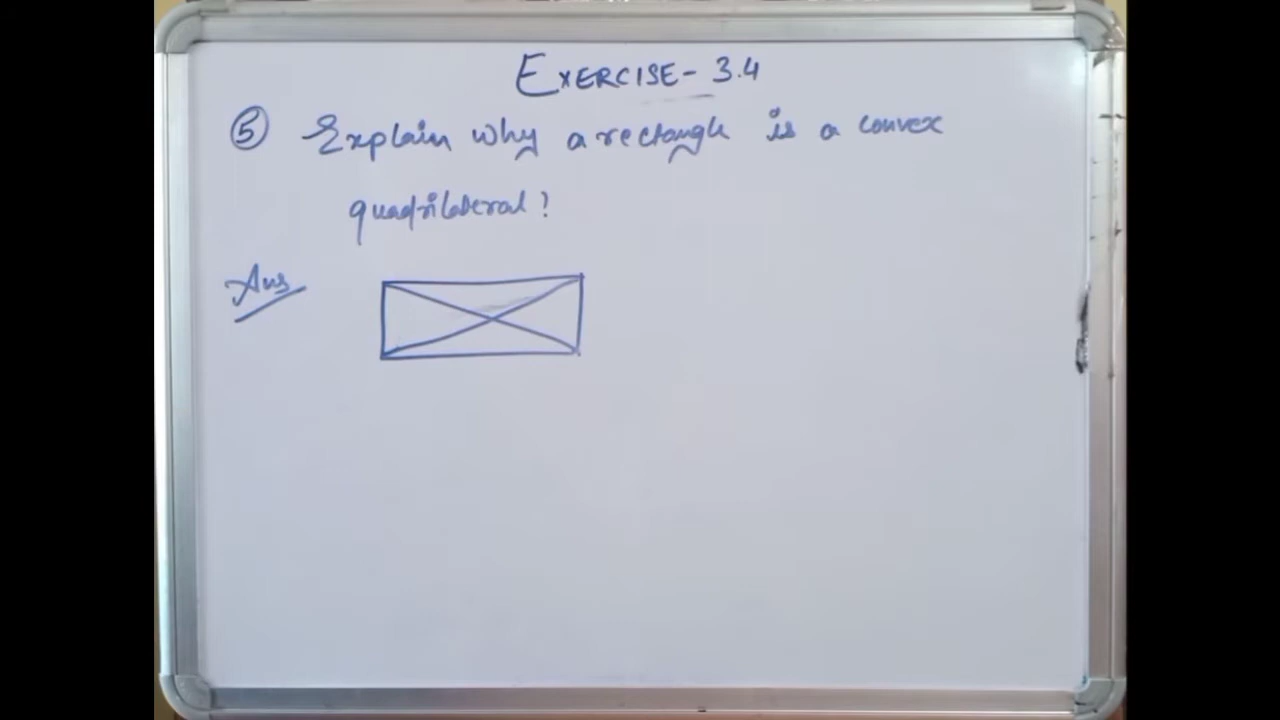 EXERCISE - 3.4
⑤ Explain why a rectangle is a convex
quadrilateral?
Ans